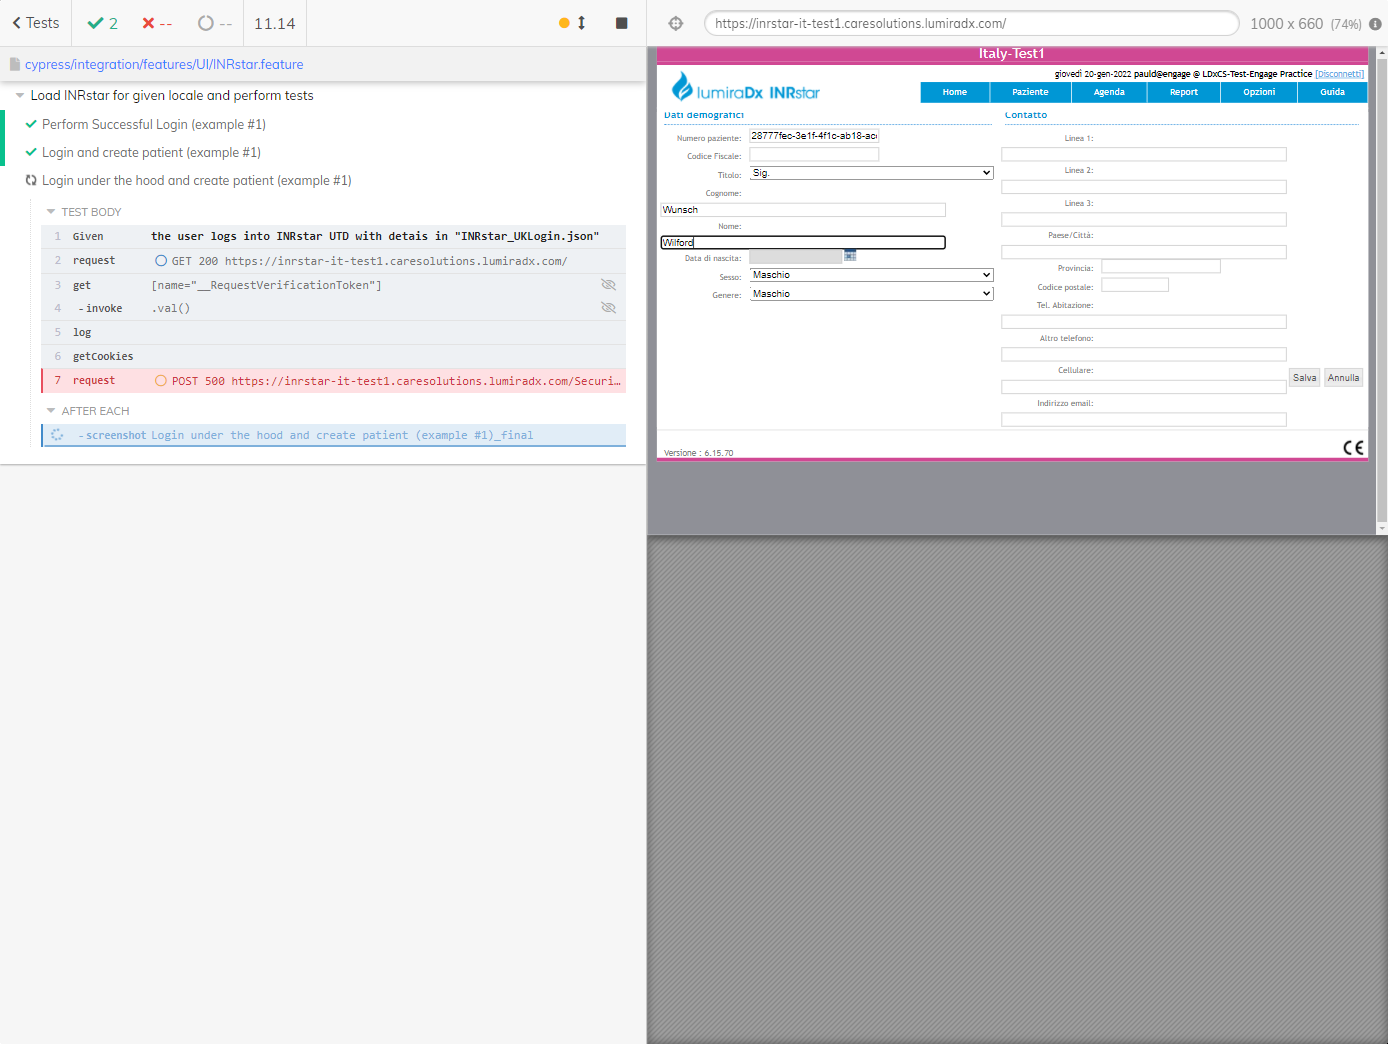 Tests
2
--
--
11.14
cypress/integration/features/UI/INRstar.feature
Load INRstar for given locale and perform tests
Perform Successful Login (example #1)
Login and create patient (example #1)
Login under the hood and create patient (example #1)
TEST BODY
1 Given the user logs into INRstar UTD with detais in "INRstar_UKLogin.json"
2 request GET 200 https://inrstar-it-test1.caresolutions.lumiradx.com/
3 get [name="__RequestVerificationToken"]
4 -invoke .val()
5 log
6 getCookies
7 request POST 500 https://inrstar-it-test1.caresolutions.lumiradx.com/Securi…
AFTER EACH
-screenshot Login under the hood and create patient (example #1)_final
https://inrstar-it-test1.caresolutions.lumiradx.com/
1000 x 660 (74%)
Italy-Test1
giovedì 20-gen-2022 pauld@engage @ LDxCS-Test-Engage Practice [Disconnetti]
lumiraDx INRstar
Home Paziente Agenda Report Opzioni Guida
Dati demografici
Numero paziente: 28777fec-3e1f-4f1c-ab18-ac
Codice Fiscale:
Titolo: Sig.
Cognome:
Wunsch
Nome:
Wilford
Data di nascita:
Sesso: Maschio
Genere: Maschio
Contatto
Linea 1:
Linea 2:
Linea 3:
Paese/Città:
Provincia:
Codice postale:
Tel. Abitazione:
Altro telefono:
Cellulare:
Indirizzo email:
Salva Annulla
Versione : 6.15.70
CE